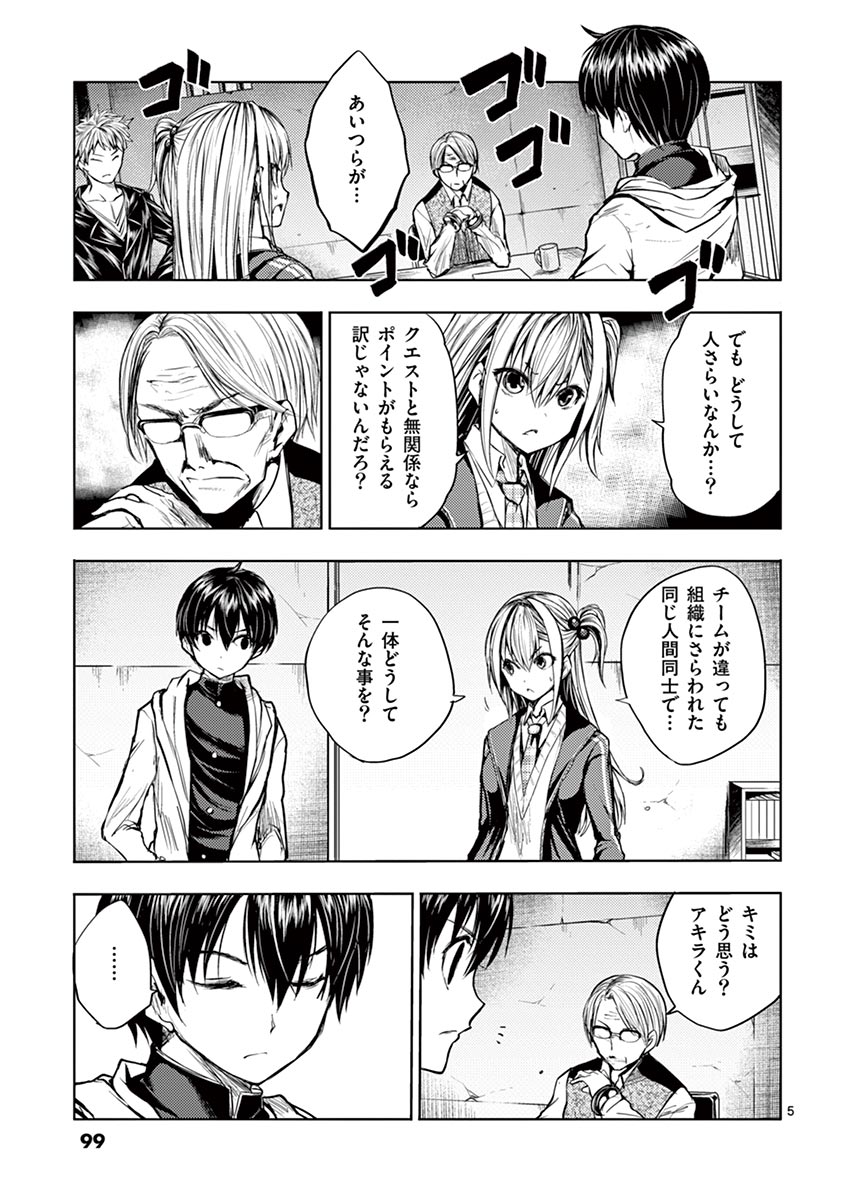 ゴ
ゴ
ゴ
ゴ
ゴ
ゴ
あいつらが…
でも どうして
人さらいなんか…?
クエストと無関係なら
ポイントがもらえる
訳じゃないんだろ?
チームが違っても
組織にさらわれた
同じ人間同士で…
一体どうして
そんな事を?
キミは
どう思う?
アキラくん
……
5
99